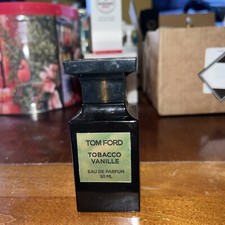 TOM FORD
TOBACCO
VANILLE
EAU DE PARFUM
50 ML